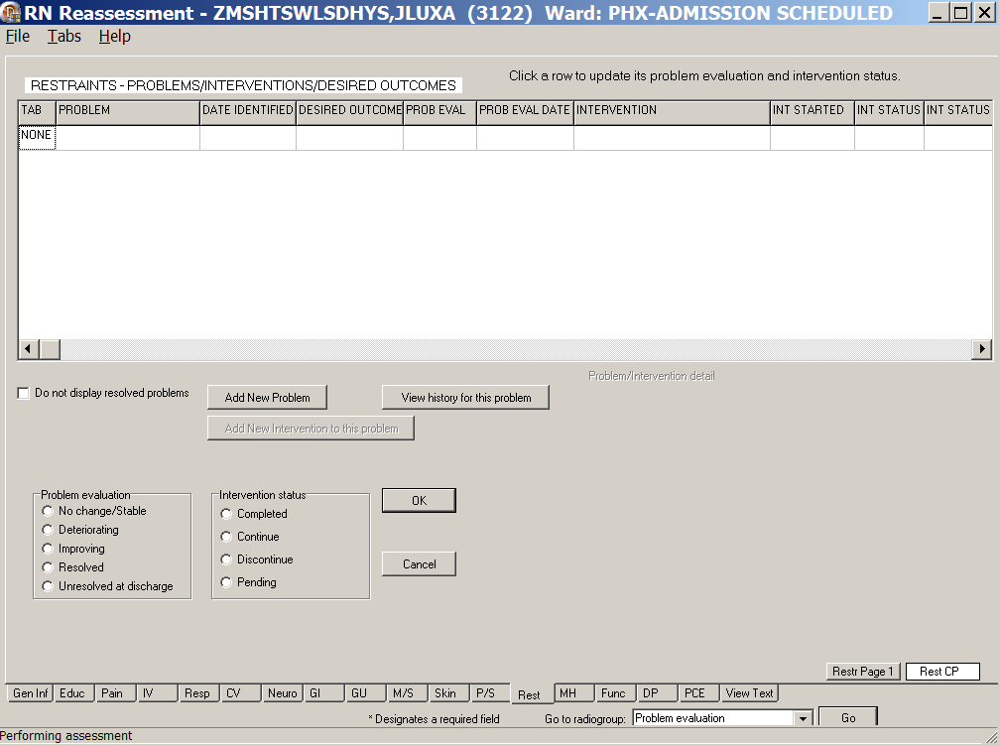 RN Reassessment - ZMSHTSWLSDHYS,JLUXA (3122) Ward: PHX-ADMISSION SCHEDULED
File Tabs Help
Click a row to update its problem evaluation and intervention status.
RESTRAINTS - PROBLEMS/INTERVENTIONS/DESIRED OUTCOMES
TAB PROBLEM DATE IDENTIFIED DESIRED OUTCOME PROB EVAL PROB EVAL DATE INTERVENTION INT STARTED INT STATUS INT STATUS
NONE
Problem/Intervention detail
Do not display resolved problems Add New Problem View history for this problem
Add New Intervention to this problem
Problem evaluation Intervention status
No change/Stable Completed OK
Deteriorating Continue
Improving Discontinue Cancel
Resolved Pending
Unresolved at discharge
Restr Page 1 Rest CP
Gen Inf Educ Pain IV Resp CV Neuro GI GU M/S Skin P/S Rest MH Func DP PCE View Text
* Designates a required field Go to radiogroup: Problem evaluation Go
Performing assessment